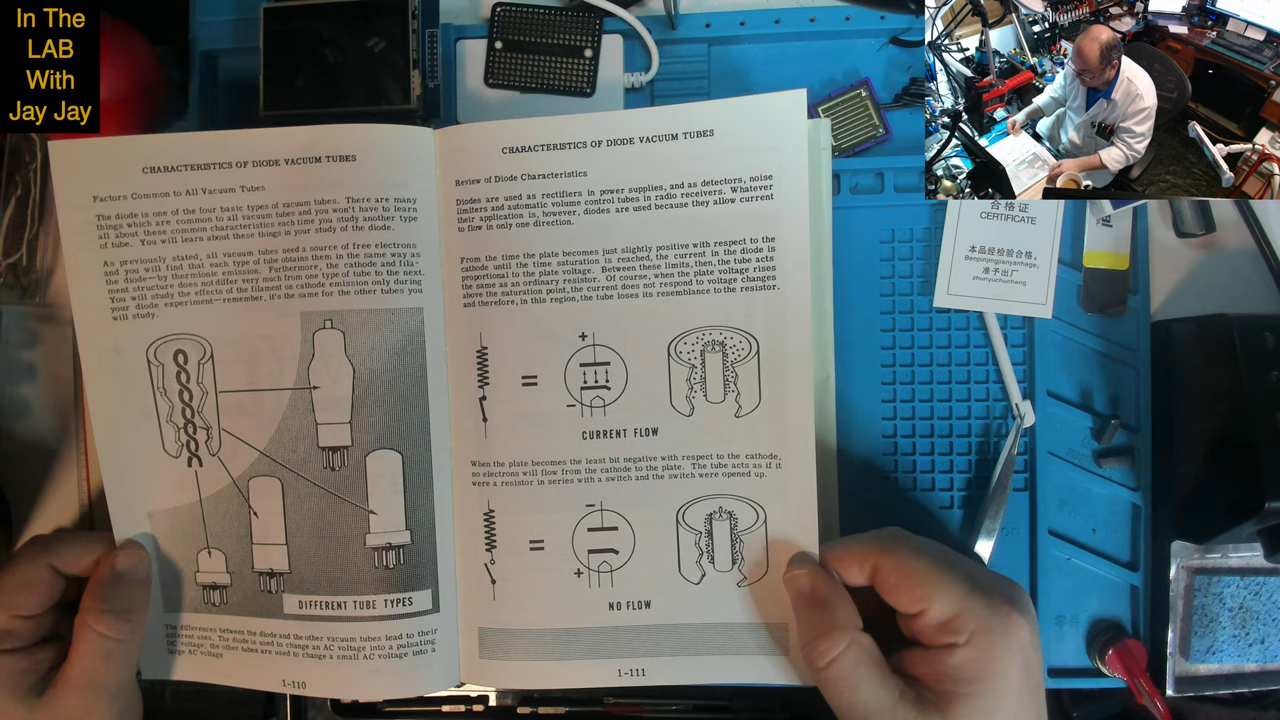 In The
LAB
With
Jay Jay
CHARACTERISTICS OF DIODE VACUUM TUBES
Factors Common to All Vacuum Tubes
The diode is one of the four basic types of vacuum tubes. There are many
things which are common to all vacuum tubes and you won't have to learn
all about these common characteristics each time you study another type
of tube. You will learn about these things in your study of the diode.
As previously stated, all vacuum tubes need a source of free electrons
and you will find that each type of tube obtains them in the same way as
the diode—by thermionic emission. Furthermore, the cathode and fila-
ment structure does not differ very much from one type of tube to the next.
You will study the effects of the filament on cathode emission only during
your diode experiment—remember, it's the same for the other tubes you
will study.
DIFFERENT TUBE TYPES
The differences between the diode and the other vacuum tubes lead to their
different uses. The diode is used to change an AC voltage into a pulsating
DC voltage; the other tubes are used to change a small AC voltage into a
large AC voltage
1-110
CHARACTERISTICS OF DIODE VACUUM TUBES
Review of Diode Characteristics
Diodes are used as rectifiers in power supplies, and as detectors, noise
limiters and automatic volume control tubes in radio receivers. Whatever
their application is, however, diodes are used because they allow current
to flow in only one direction.
From the time the plate becomes just slightly positive with respect to the
cathode until the time saturation is reached, the current in the diode is
proportional to the plate voltage. Between these limits, then, the tube acts
the same as an ordinary resistor. Of course, when the plate voltage rises
above the saturation point, the current does not respond to voltage changes
and therefore, in this region, the tube loses its resemblance to the resistor.
= + -
CURRENT FLOW
When the plate becomes the least bit negative with respect to the cathode,
no electrons will flow from the cathode to the plate. The tube acts as if it
were a resistor in series with a switch and the switch were opened up.
= - +
NO FLOW
1-111
合格证
CERTIFICATE
本品经检验合格,
Benpinjingjianyanhege,
准予出厂
zhunyuchuchang